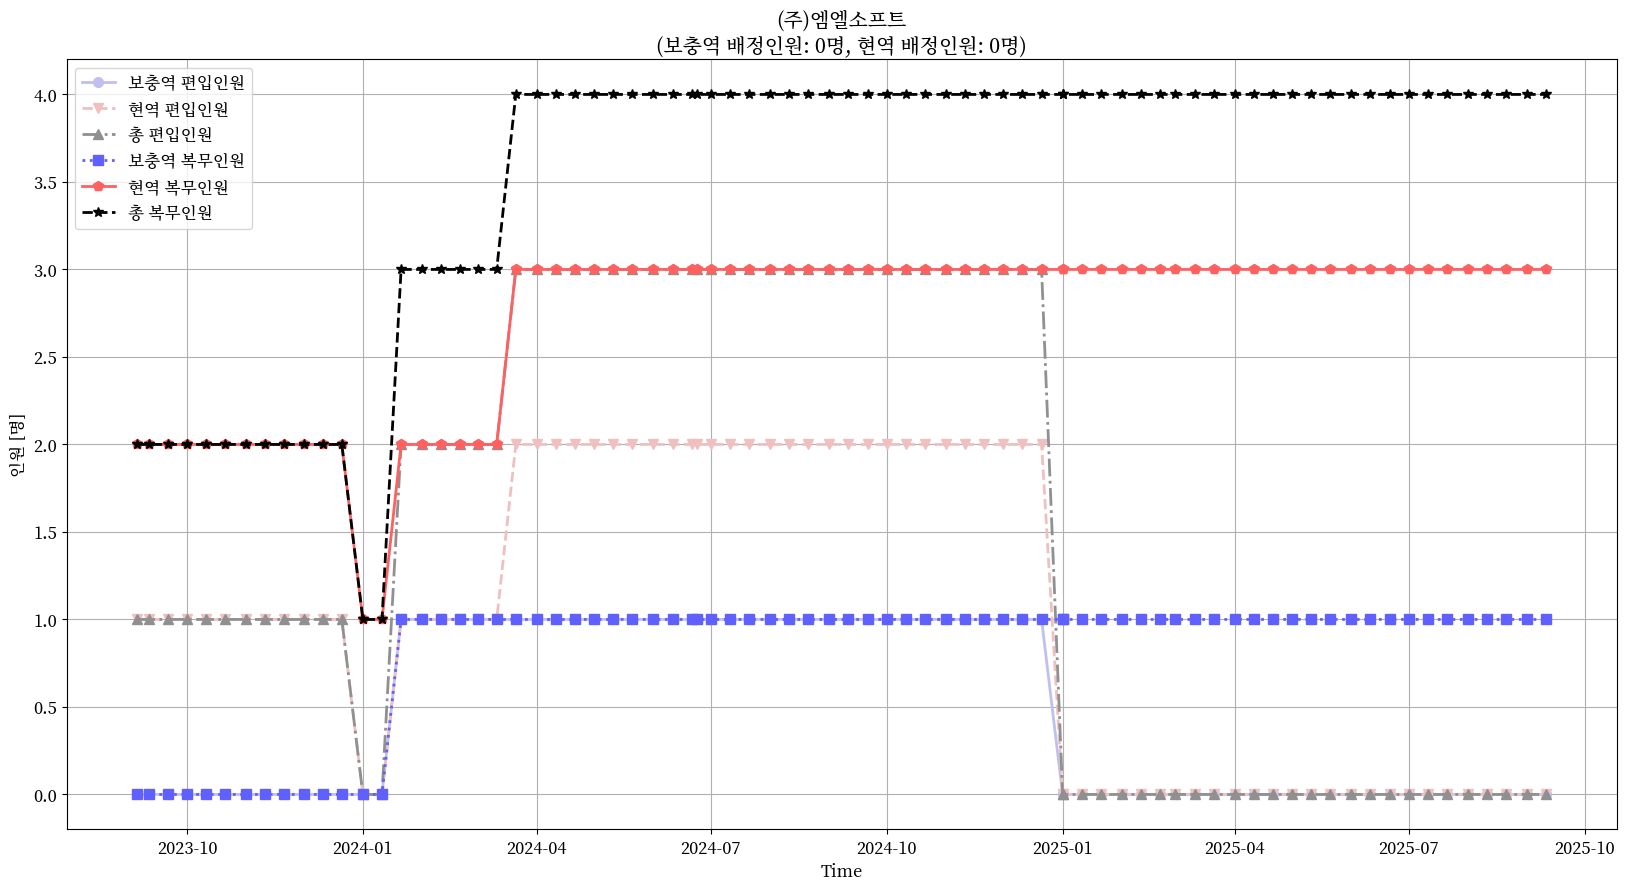 (주)엠엘소프트
(보충역 배정인원: 0명, 현역 배정인원: 0명)
보충역 편입인원
현역 편입인원
총 편입인원
보충역 복무인원
현역 복무인원
총 복무인원
4.0
3.5
3.0
2.5
2.0
1.5
1.0
0.5
0.0
인원 [명]
2023-10 2024-01 2024-04 2024-07 2024-10 2025-01 2025-04 2025-07 2025-10
Time